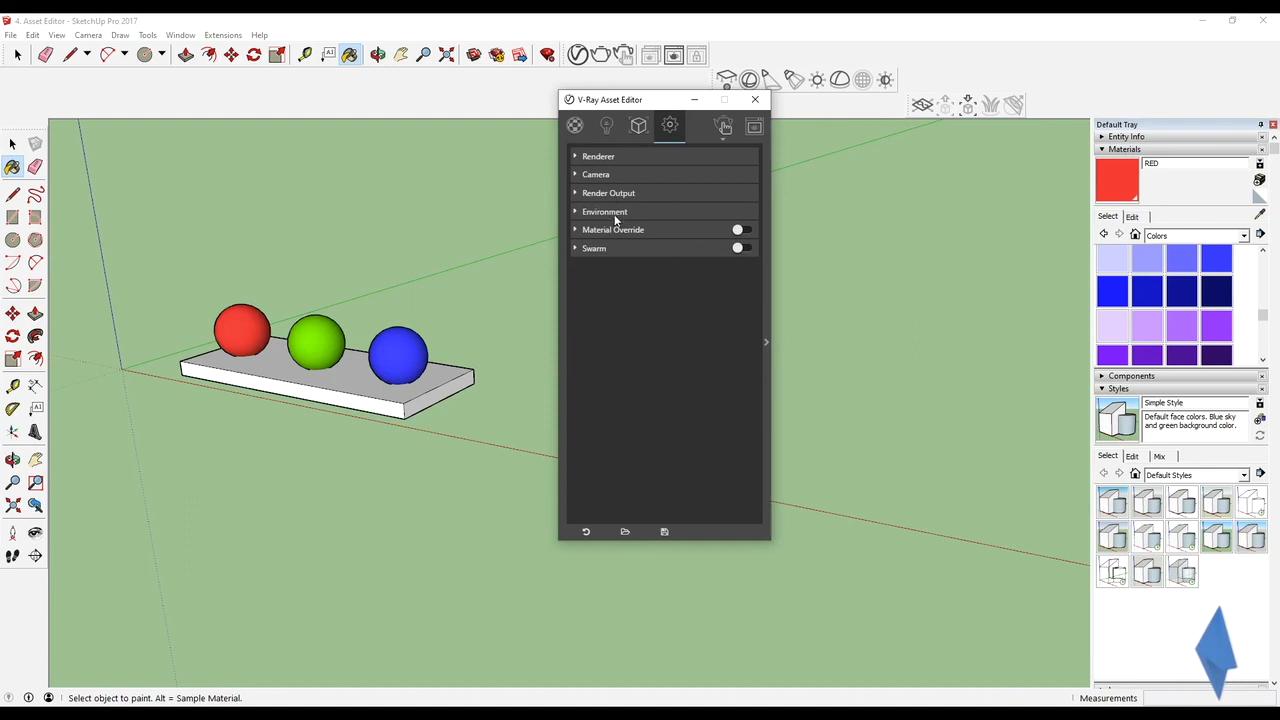 4. Asset Editor - SketchUp Pro 2017
File Edit View Camera Draw Tools Window Extensions Help
V-Ray Asset Editor
Renderer
Camera
Render Output
Environment
Material Override
Swarm
Default Tray
Entity Info
Materials
RED
Select Edit
Colors
Components
Styles
Simple Style
Default face colors. Blue sky
and green background color.
Select Edit Mix
Default Styles
Select object to paint. Alt = Sample Material.
Measurements